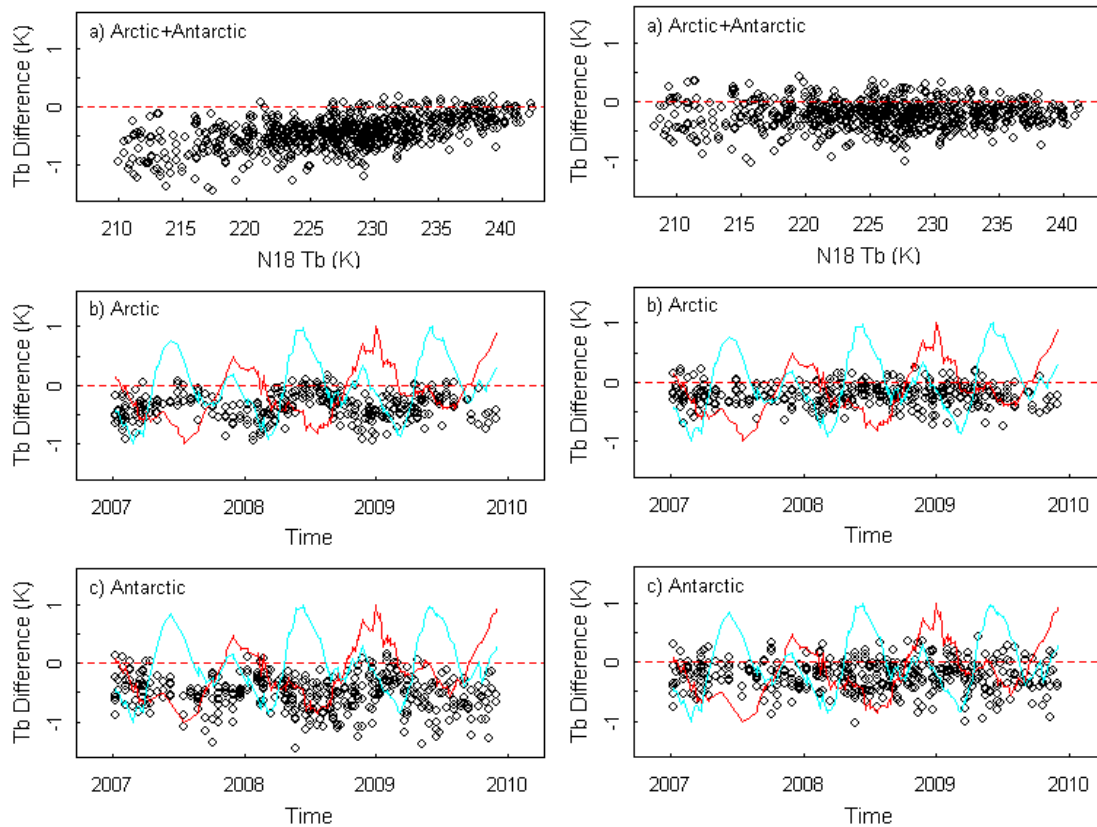 a) Arctic+Antarctic
Tb Difference (K)
1
0
-1
210 215 220 225 230 235 240
N18 Tb (K)
b) Arctic
Tb Difference (K)
1
0
-1
2007 2008 2009 2010
Time
c) Antarctic
Tb Difference (K)
1
0
-1
2007 2008 2009 2010
Time
a) Arctic+Antarctic
Tb Difference (K)
1
0
-1
210 215 220 225 230 235 240
N18 Tb (K)
b) Arctic
Tb Difference (K)
1
0
-1
2007 2008 2009 2010
Time
c) Antarctic
Tb Difference (K)
1
0
-1
2007 2008 2009 2010
Time